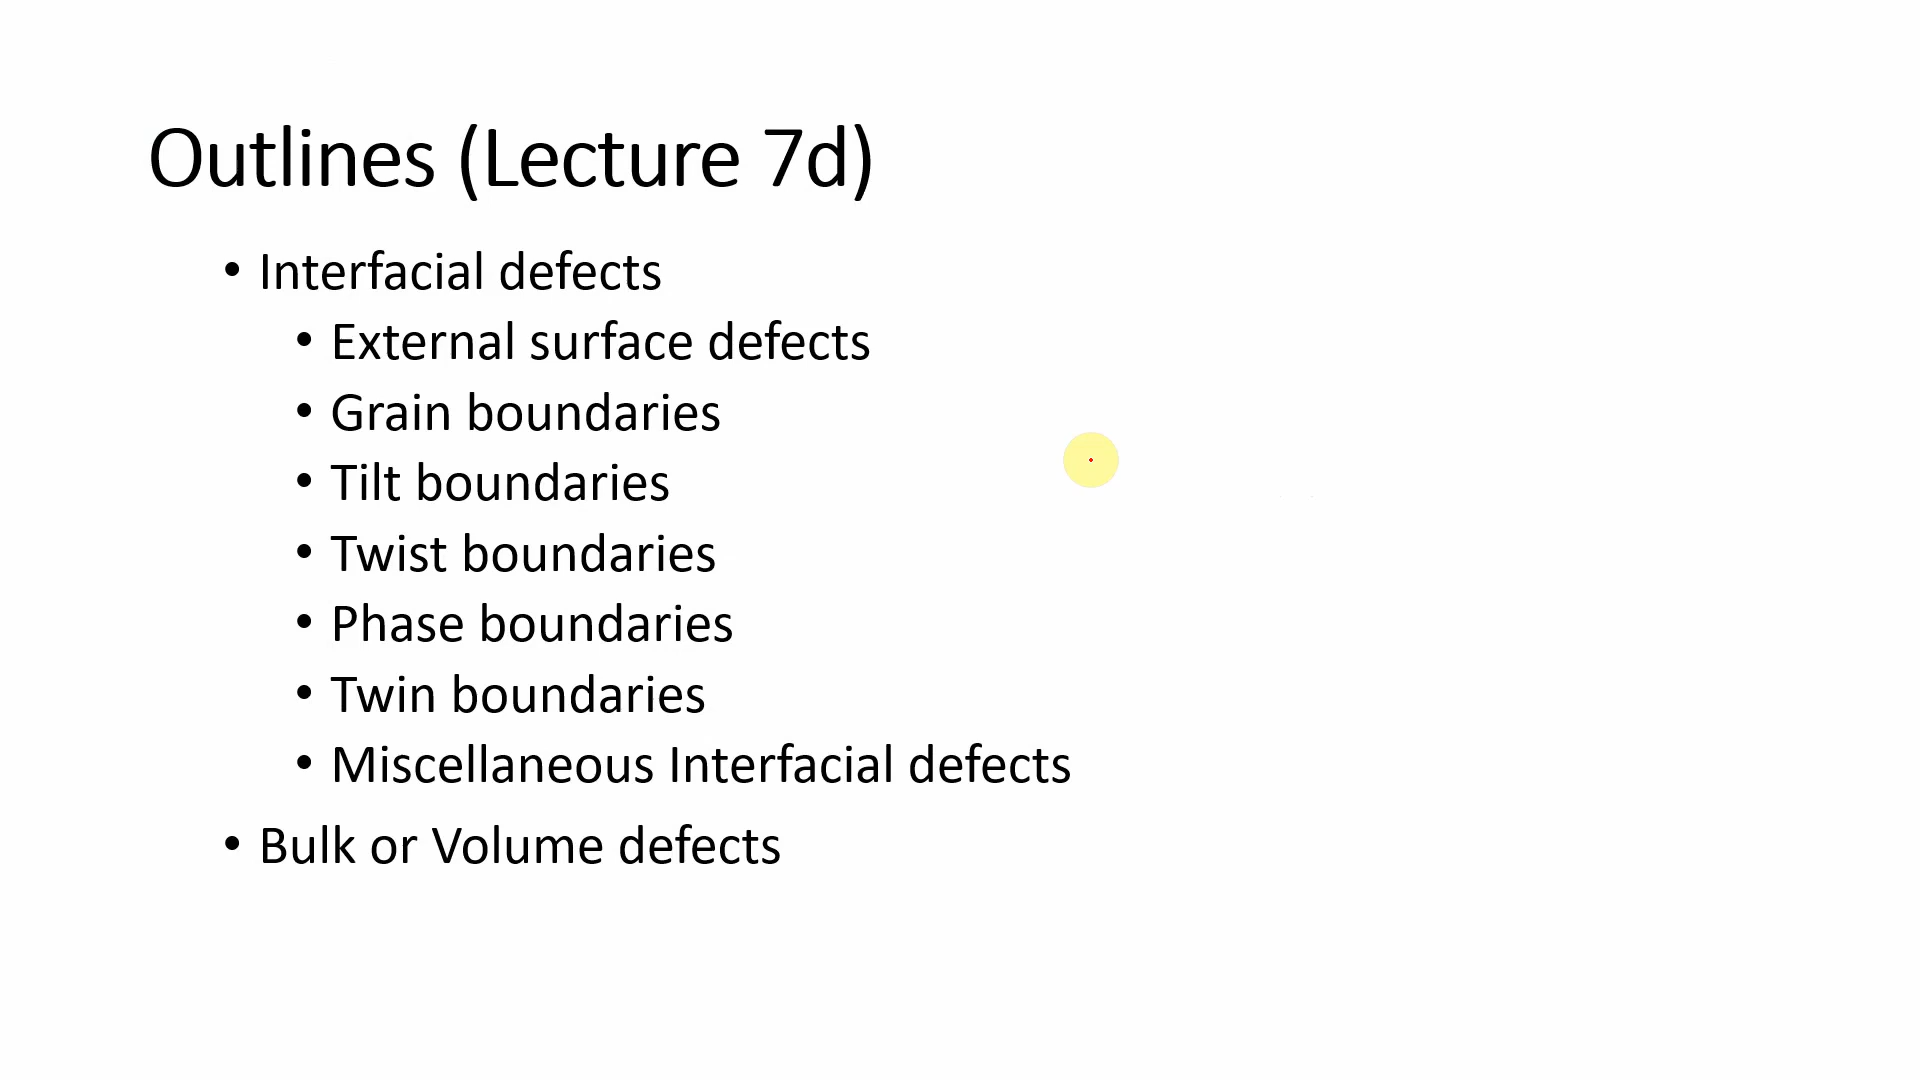 Outlines (Lecture 7d)
• Interfacial defects
• External surface defects
• Grain boundaries
• Tilt boundaries
• Twist boundaries
• Phase boundaries
• Twin boundaries
• Miscellaneous Interfacial defects
• Bulk or Volume defects